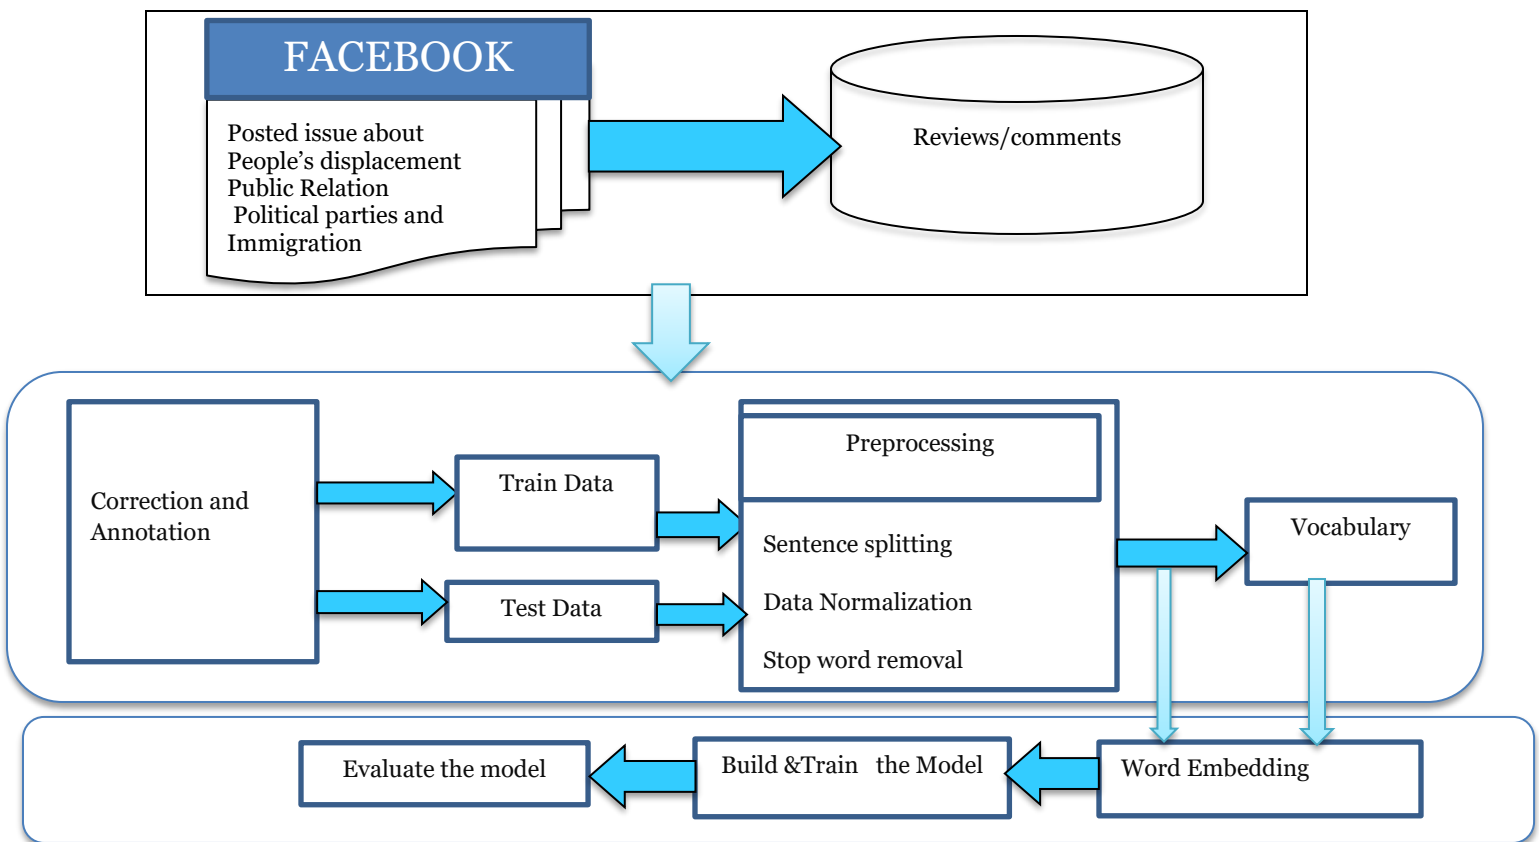 FACEBOOK
Posted issue about
People’s displacement
Public Relation
Political parties and
Immigration
Reviews/comments
Correction and
Annotation
Train Data
Test Data
Preprocessing
Sentence splitting
Data Normalization
Stop word removal
Vocabulary
Evaluate the model
Build &Train the Model
Word Embedding